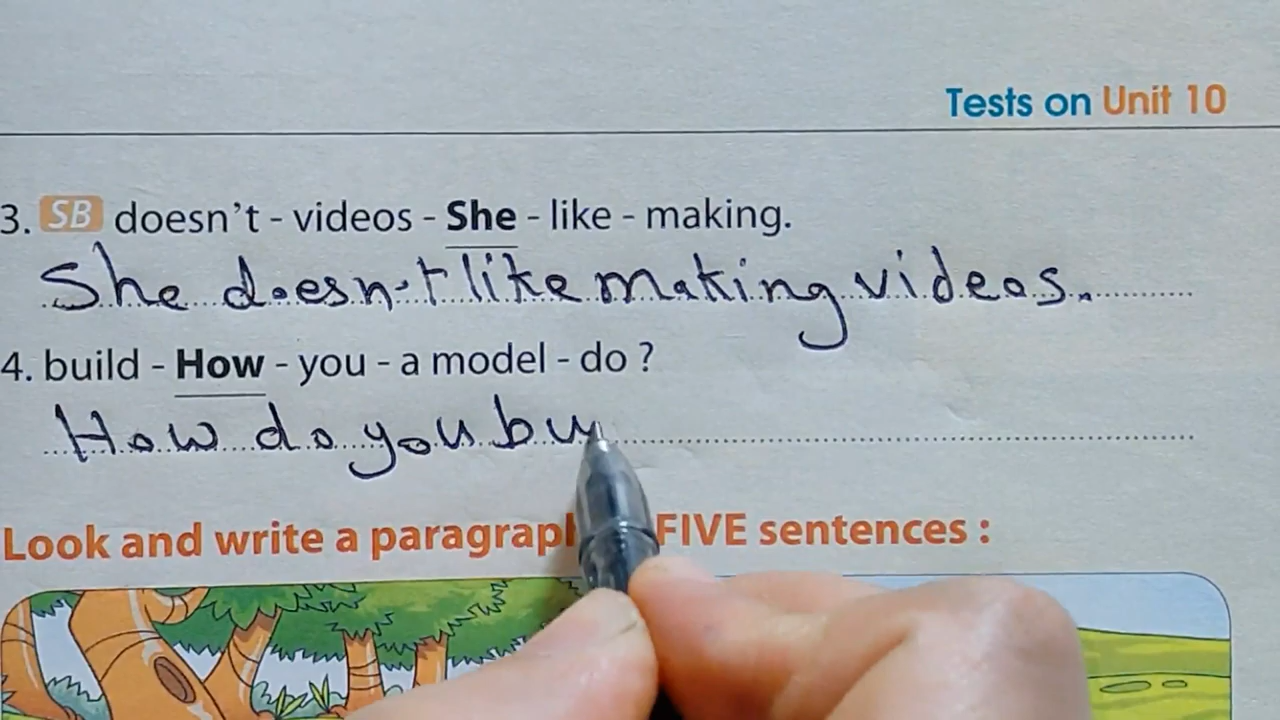 Tests on Unit 10
3. SB doesn't - videos - She - like - making.
She doesn't like making videos.
4. build - How - you - a model - do ?
How do you bu
Look and write a paragraph FIVE sentences :